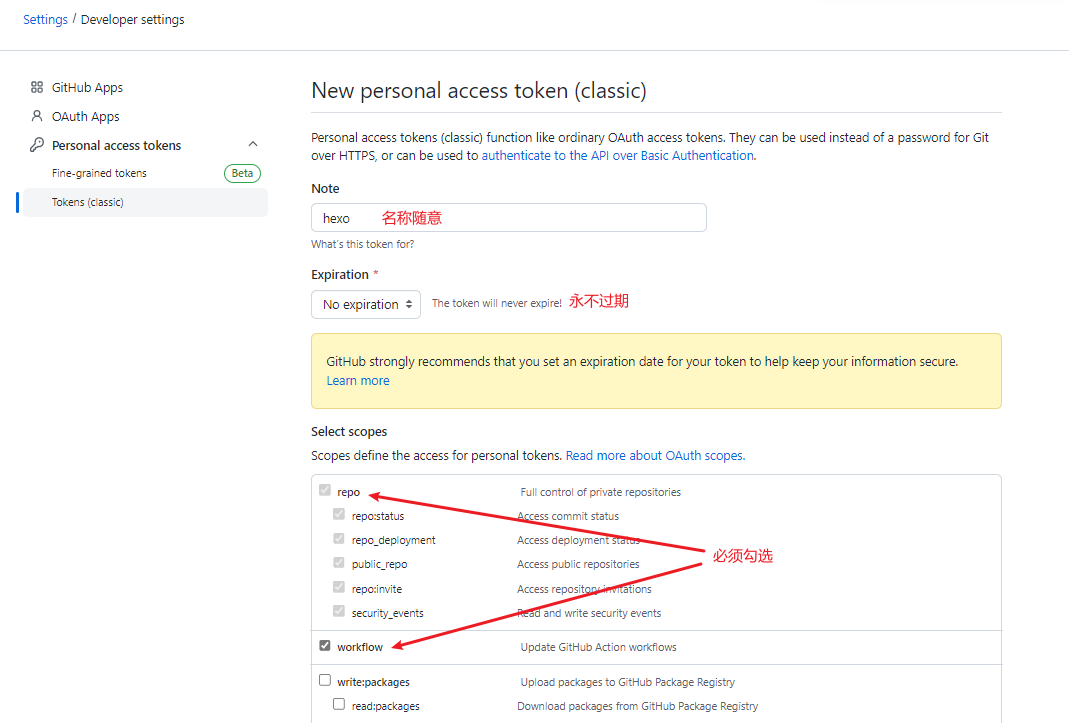 Settings / Developer settings
GitHub Apps
OAuth Apps
Personal access tokens
Fine-grained tokens Beta
Tokens (classic)
New personal access token (classic)
Personal access tokens (classic) function like ordinary OAuth access tokens. They can be used instead of a password for Git
over HTTPS, or can be used to authenticate to the API over Basic Authentication.
Note
hexo 名称随意
What's this token for?
Expiration *
No expiration The token will never expire! 永不过期
GitHub strongly recommends that you set an expiration date for your token to help keep your information secure.
Learn more
Select scopes
Scopes define the access for personal tokens. Read more about OAuth scopes.
repo Full control of private repositories
repo:status Access commit status
repo_deployment Access deployment status
必须勾选
public_repo Access public repositories
repo:invite Access repository invitations
security_events Read and write security events
workflow Update GitHub Action workflows
write:packages Upload packages to GitHub Package Registry
read:packages Download packages from GitHub Package Registry